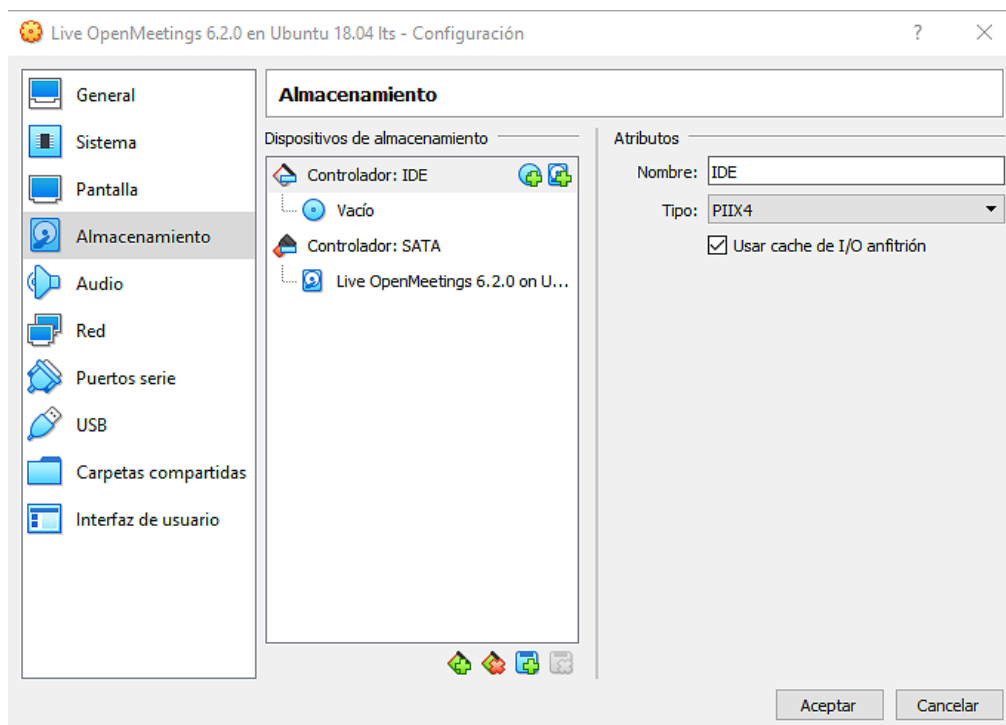 Live OpenMeetings 6.2.0 en Ubuntu 18.04 lts - Configuración
?
General
Sistema
Pantalla
Almacenamiento
Audio
Red
Puertos serie
USB
Carpetas compartidas
Interfaz de usuario
Almacenamiento
Dispositivos de almacenamiento
Controlador: IDE
Vacío
Controlador: SATA
Live OpenMeetings 6.2.0 on U...
Atributos
Nombre: IDE
Tipo: PIIX4
Usar cache de I/O anfitrión
Aceptar
Cancelar